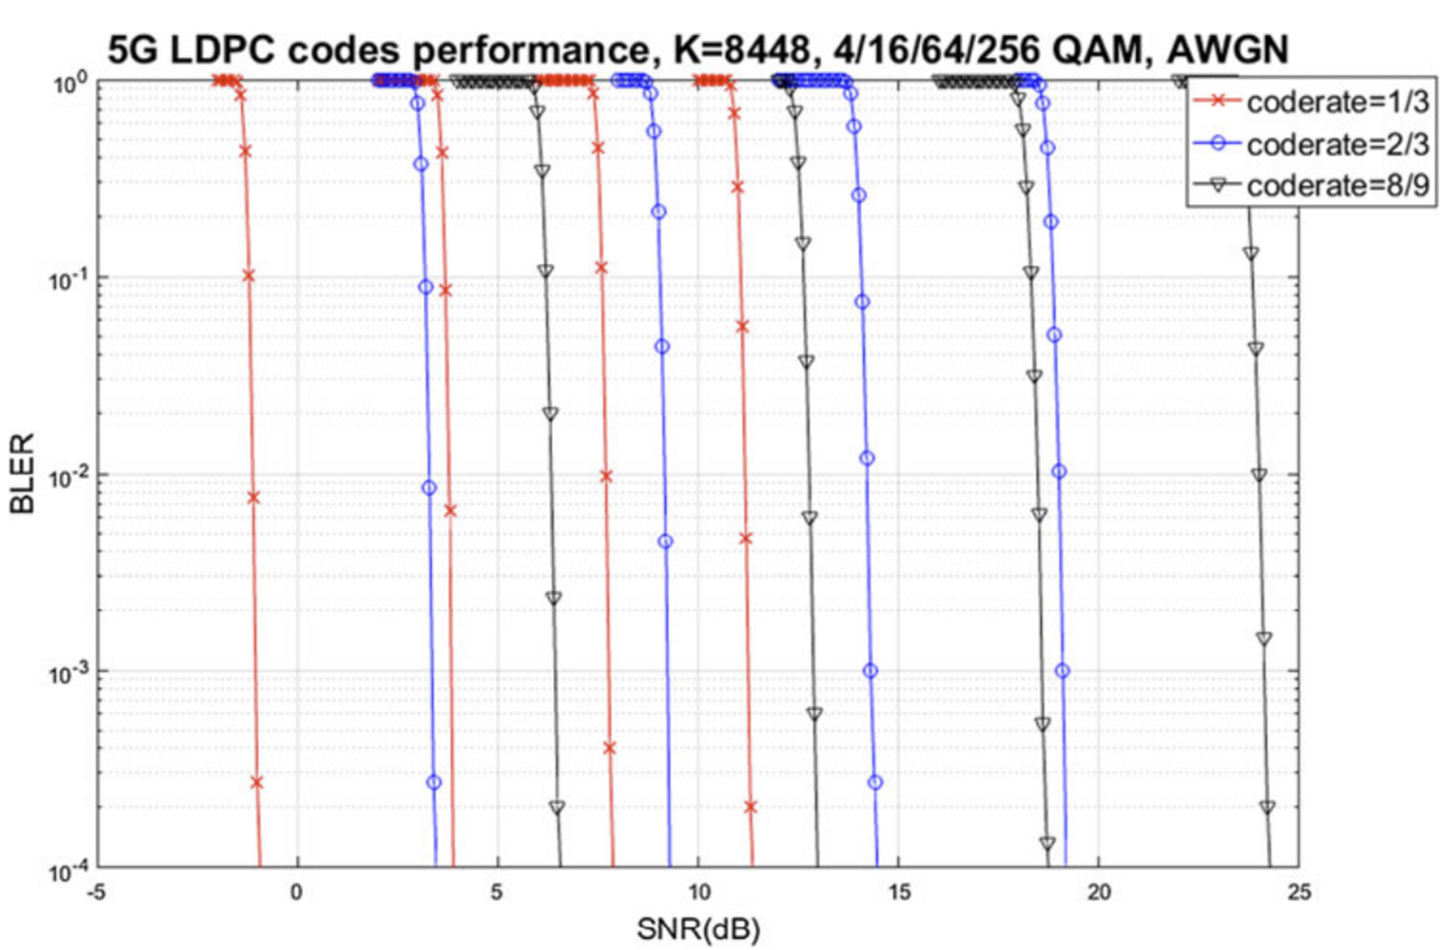 5G LDPC codes performance, K=8448, 4/16/64/256 QAM, AWGN
coderate=1/3
coderate=2/3
coderate=8/9
10^0
10^-1
10^-2
10^-3
10^-4
BLER
-5 0 5 10 15 20 25
SNR(dB)